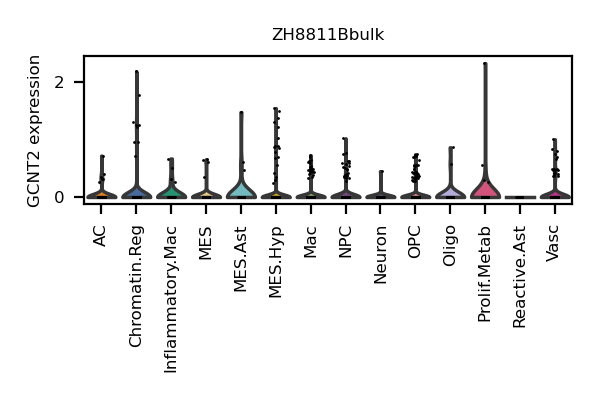 ZH8811Bbulk
GCNT2 expression
2
0
AC
Chromatin.Reg
Inflammatory.Mac
MES
MES.Ast
MES.Hyp
Mac
NPC
Neuron
OPC
Oligo
Prolif.Metab
Reactive.Ast
Vasc